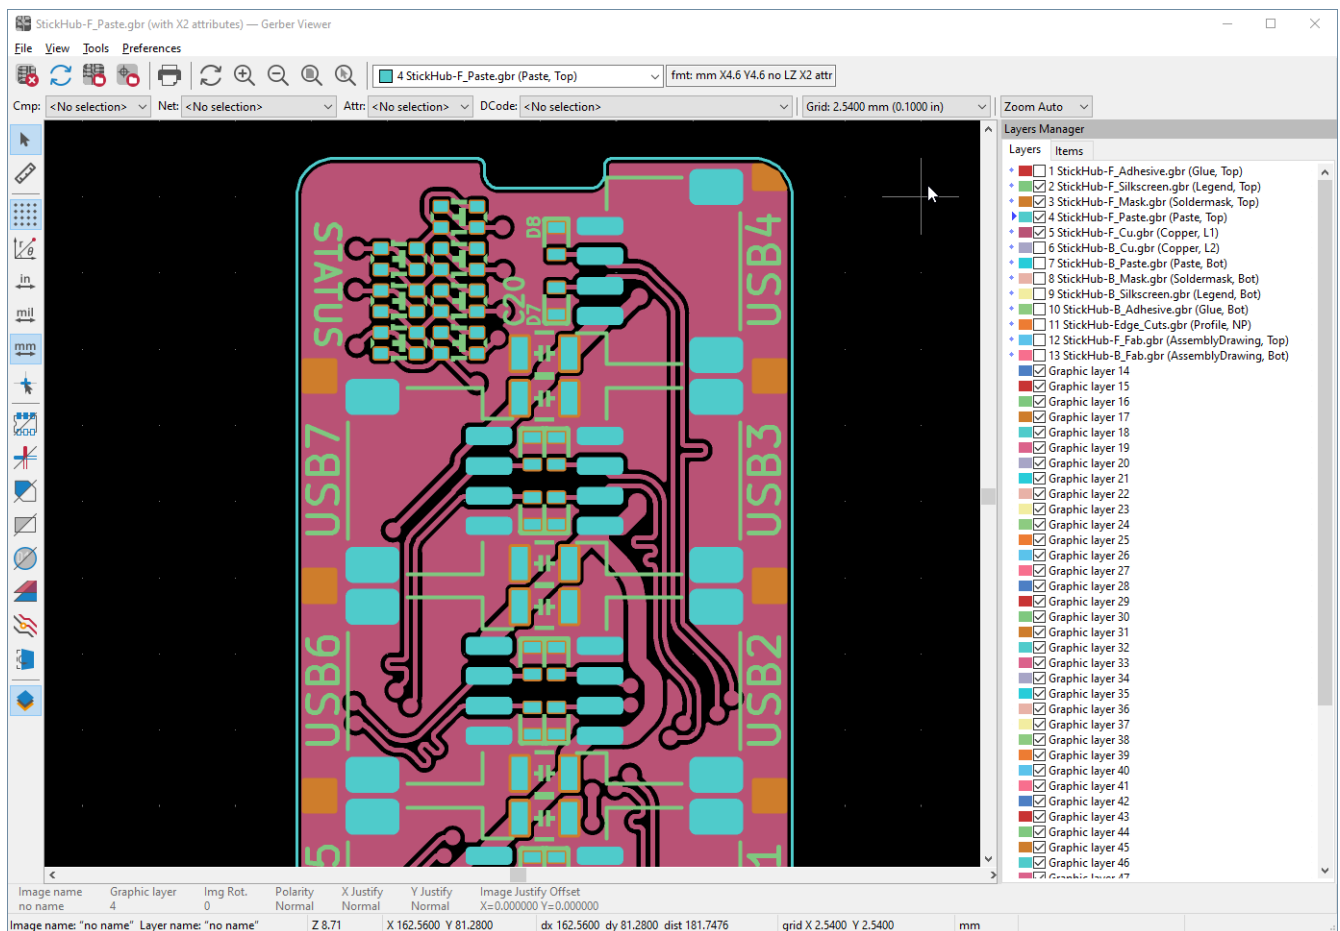 StickHub-F_Paste.gbr (with X2 attributes) — Gerber Viewer
File View Tools Preferences
4 StickHub-F_Paste.gbr (Paste, Top) fmt: mm X4.6 Y4.6 no LZ X2 attr
Cmp: <No selection> Net: <No selection> Attr: <No selection> DCode: <No selection> Grid: 2.5400 mm (0.1000 in) Zoom Auto
Layers Manager
Layers Items
1 StickHub-F_Adhesive.gbr (Glue, Top)
2 StickHub-F_Silkscreen.gbr (Legend, Top)
3 StickHub-F_Mask.gbr (Soldermask, Top)
4 StickHub-F_Paste.gbr (Paste, Top)
5 StickHub-F_Cu.gbr (Copper, L1)
6 StickHub-B_Cu.gbr (Copper, L2)
7 StickHub-B_Paste.gbr (Paste, Bot)
8 StickHub-B_Mask.gbr (Soldermask, Bot)
9 StickHub-B_Silkscreen.gbr (Legend, Bot)
10 StickHub-B_Adhesive.gbr (Glue, Bot)
11 StickHub-Edge_Cuts.gbr (Profile, NP)
12 StickHub-F_Fab.gbr (AssemblyDrawing, Top)
13 StickHub-B_Fab.gbr (AssemblyDrawing, Bot)
Graphic layer 14
Graphic layer 15
Graphic layer 16
Graphic layer 17
Graphic layer 18
Graphic layer 19
Graphic layer 20
Graphic layer 21
Graphic layer 22
Graphic layer 23
Graphic layer 24
Graphic layer 25
Graphic layer 26
Graphic layer 27
Graphic layer 28
Graphic layer 29
Graphic layer 30
Graphic layer 31
Graphic layer 32
Graphic layer 33
Graphic layer 34
Graphic layer 35
Graphic layer 36
Graphic layer 37
Graphic layer 38
Graphic layer 39
Graphic layer 40
Graphic layer 41
Graphic layer 42
Graphic layer 43
Graphic layer 44
Graphic layer 45
Graphic layer 46
Graphic layer 47
in
mil
mm
STATUS
D8
C20
D7
USB4
USB7
USB3
USB6
USB2
5
1
Image name Graphic layer Img Rot. Polarity X Justify Y Justify Image Justify Offset
no name 4 0 Normal Normal Normal X=0.000000 Y=0.000000
Image name: "no name" Layer name: "no name" Z 8.71 X 162.5600 Y 81.2800 dx 162.5600 dy 81.2800 dist 181.7476 grid X 2.5400 Y 2.5400 mm